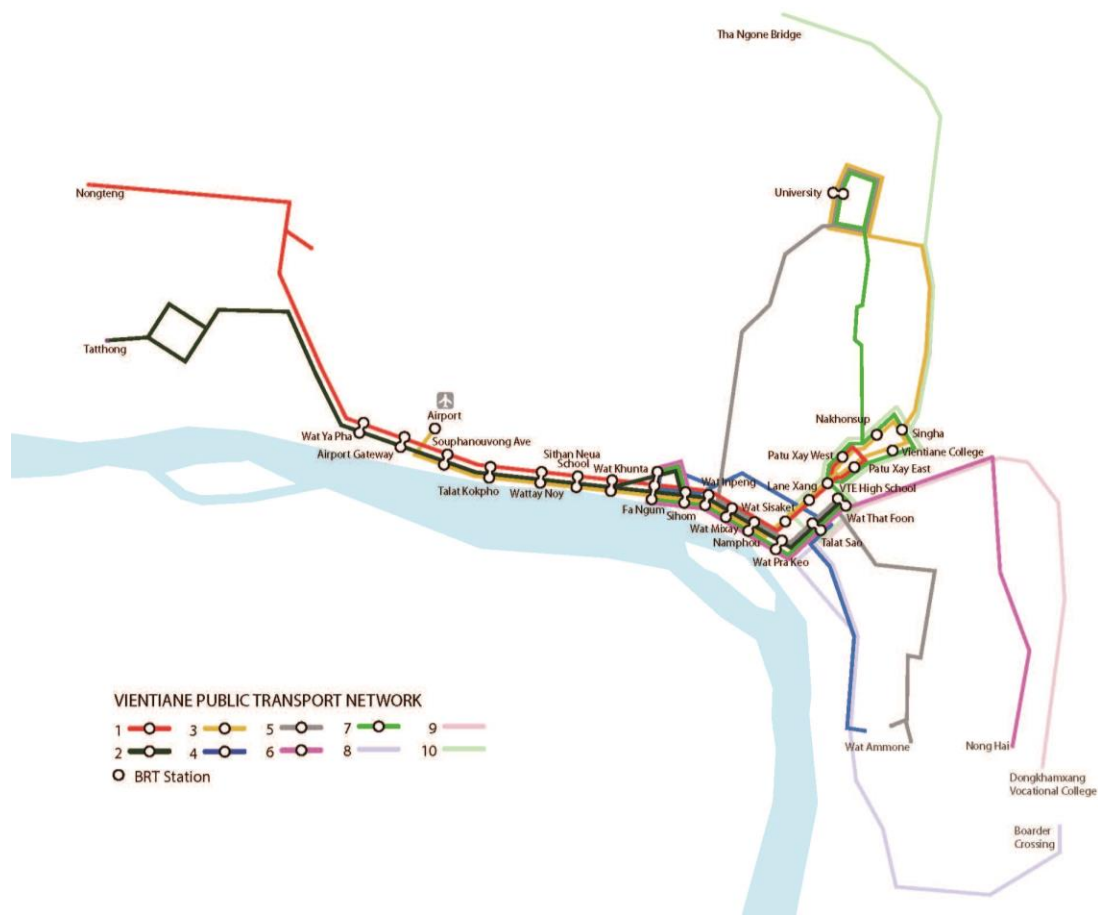 Tha Ngone Bridge
University
Nongteng
Tatthong
Airport
Wat Ya Pha
Souphanouvong Ave
Airport Gateway
Sithan Neua
School
Talat Kokpho
Wattay Noy
Wat Khunta
Fa Ngum
Sihom
Wat Inpeng
Wat Mixay
Wat Sisaket
Namphou
Wat Pra Keo
Nakhonsup
Singha
Patu Xay West
Vientiane College
Patu Xay East
Lane Xang
VTE High School
Wat That Foon
Talat Sao
Wat Ammone
Nong Hai
Dongkhamxang
Vocational College
Boarder
Crossing
VIENTIANE PUBLIC TRANSPORT NETWORK
1 3 5 7 9
2 4 6 8 10
BRT Station